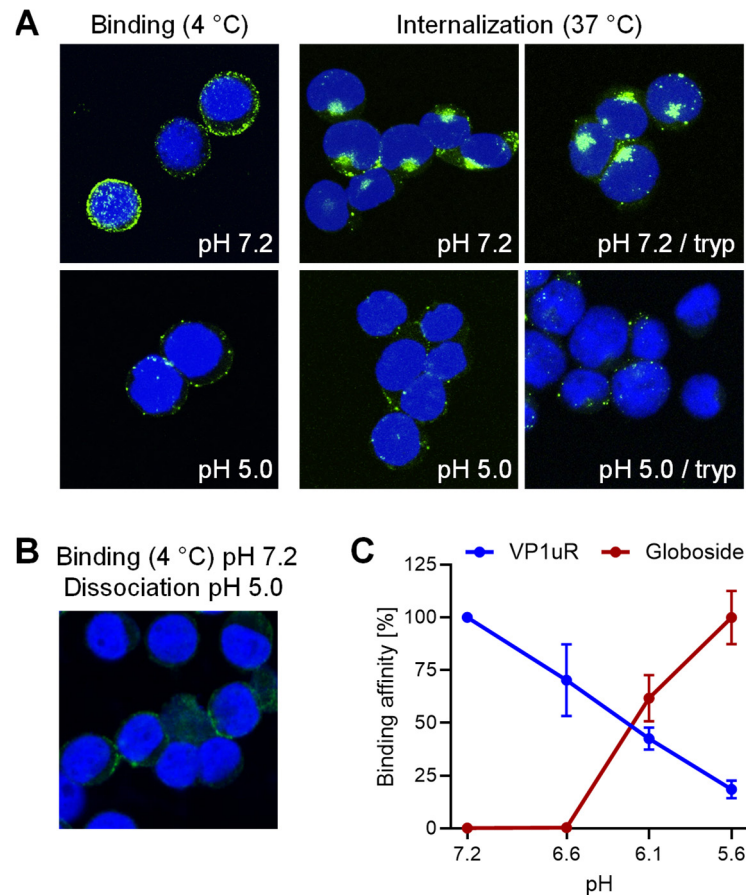 A
Binding (4 °C)
Internalization (37 °C)
pH 7.2
pH 7.2
pH 7.2 / tryp
pH 5.0
pH 5.0
pH 5.0 / tryp
B
Binding (4 °C) pH 7.2
Dissociation pH 5.0
C
VP1uR
Globoside
Binding affinity [%]
125
100
75
50
25
0
7.2
6.6
6.1
5.6
pH